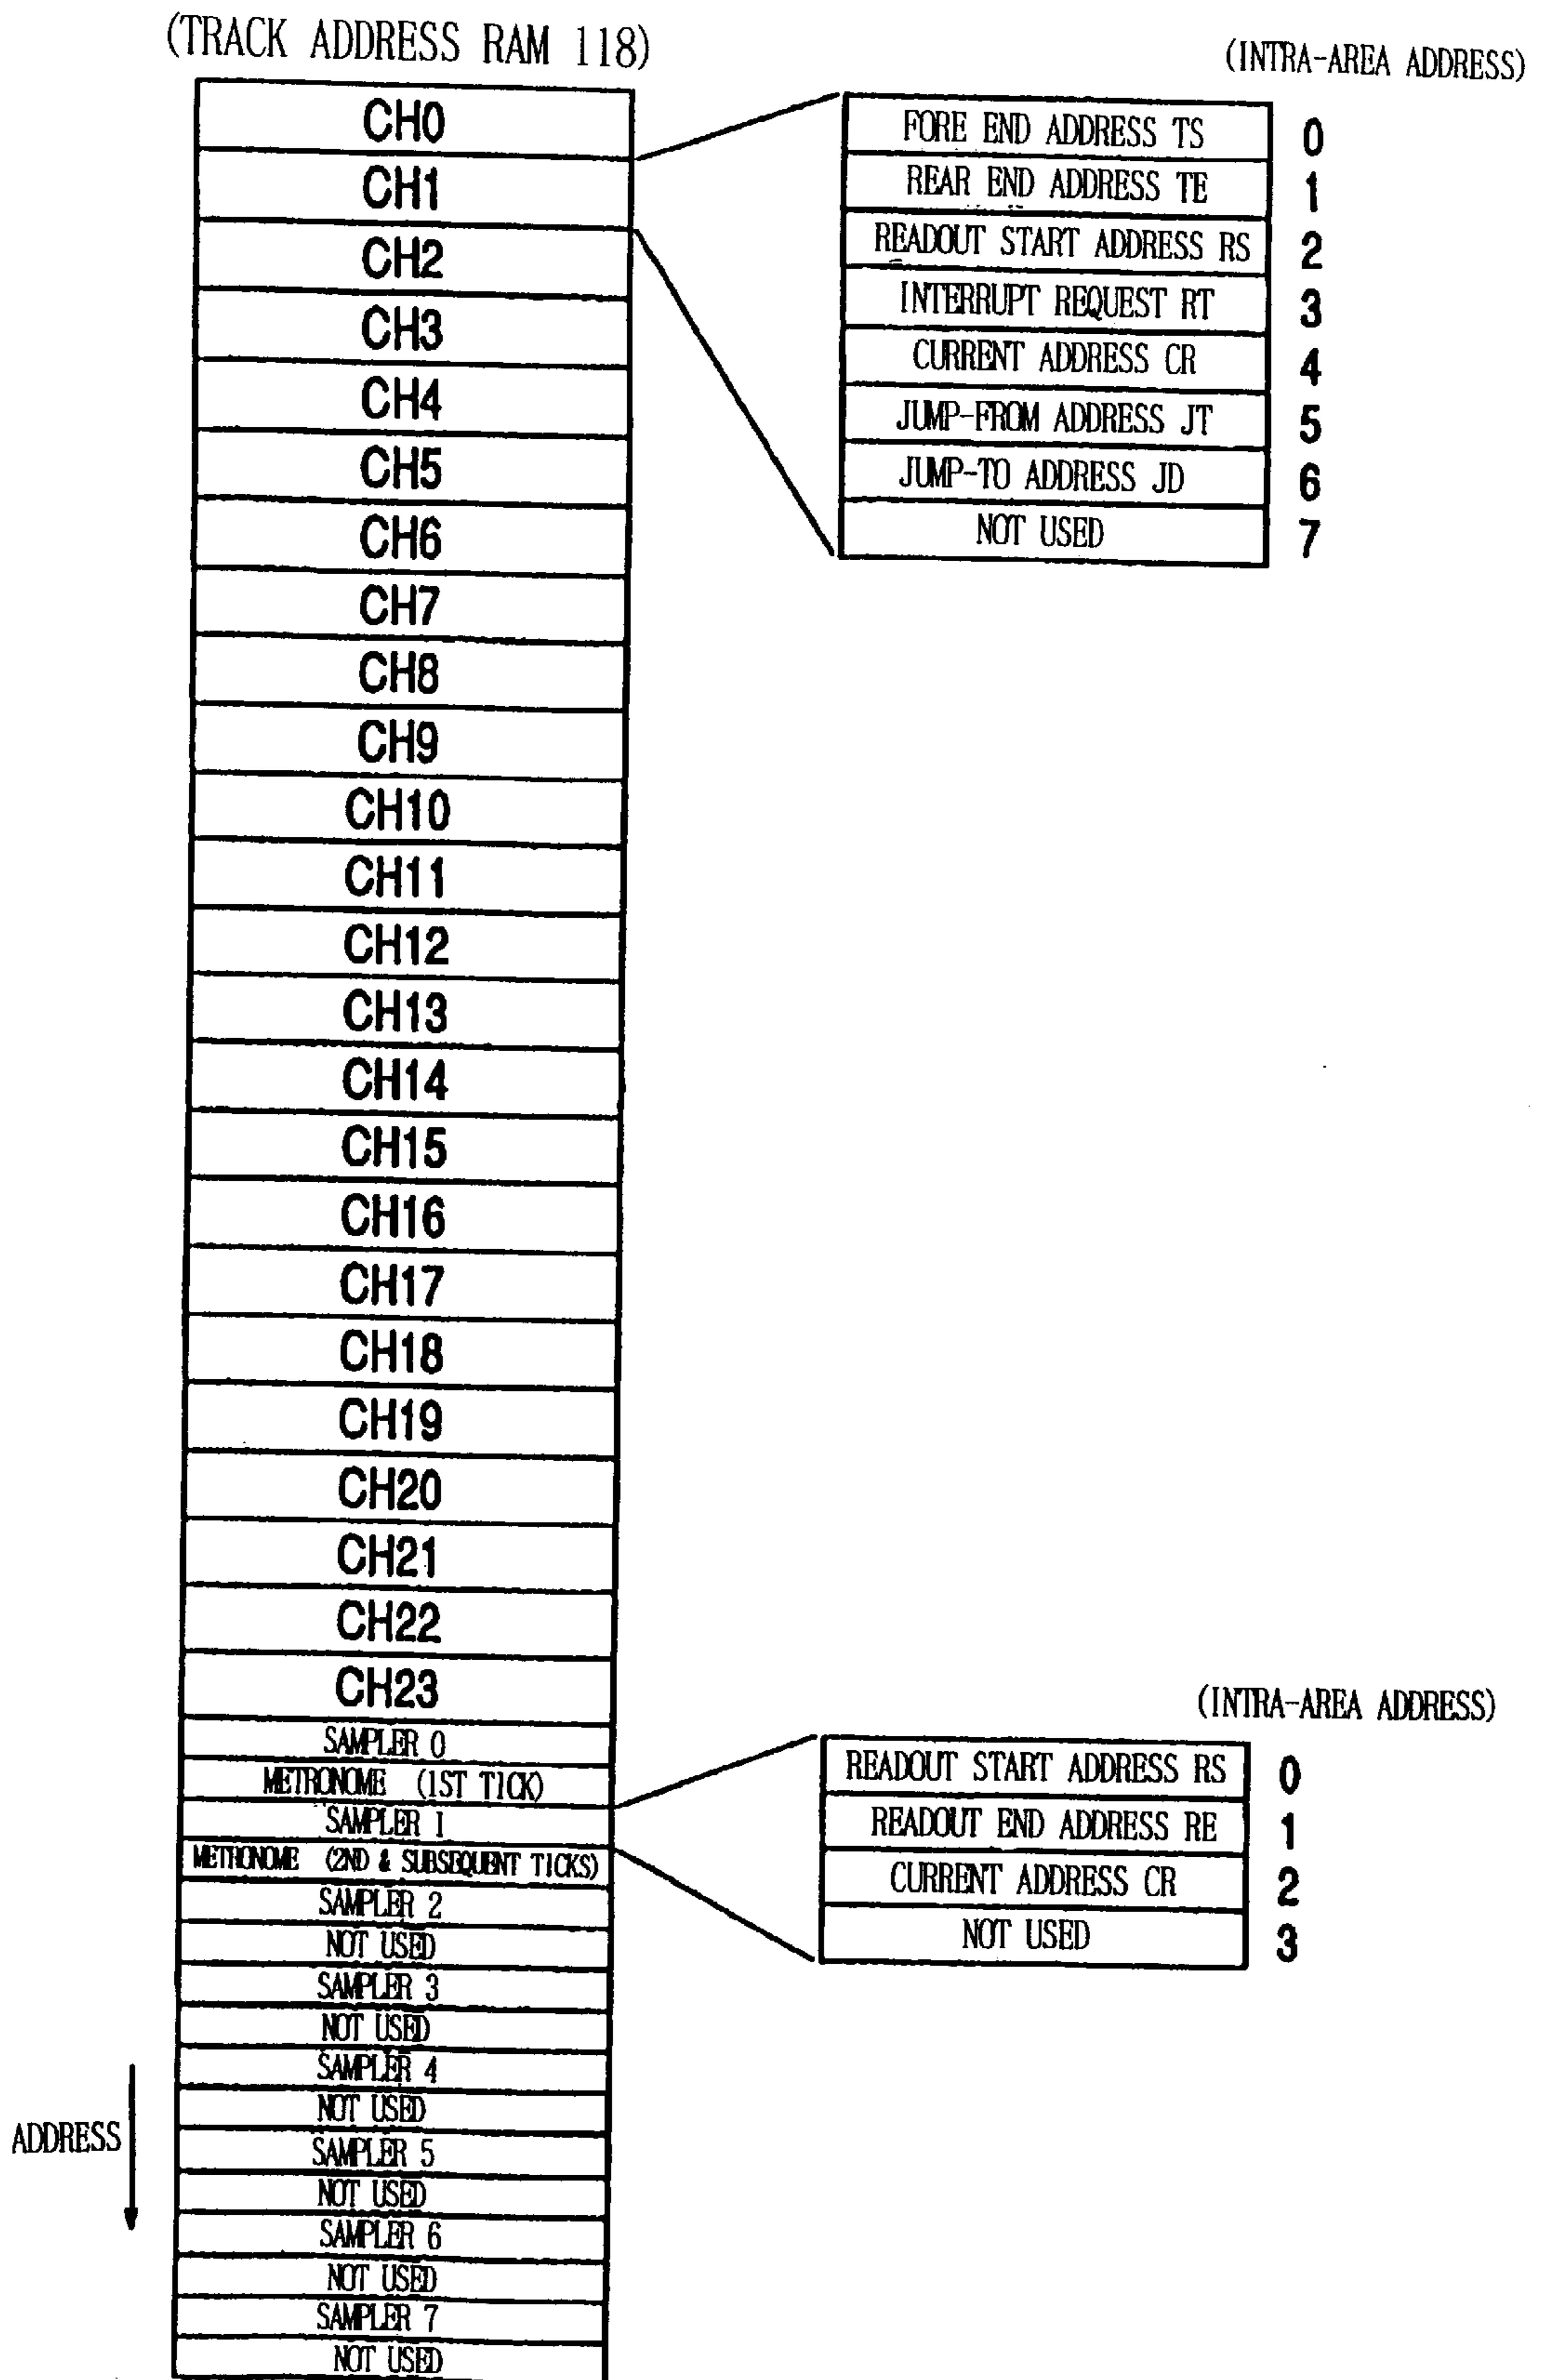 (TRACK ADDRESS RAM 118)
CH0
CH1
CH2
CH3
CH4
CH5
CH6
CH7
CH8
CH9
CH10
CH11
CH12
CH13
CH14
CH15
CH16
CH17
CH18
CH19
CH20
CH21
CH22
CH23
SAMPLER 0
METRONOME (1ST TICK)
SAMPLER 1
METRONOME (2ND & SUBSEQUENT TICKS)
SAMPLER 2
NOT USED
SAMPLER 3
NOT USED
SAMPLER 4
NOT USED
SAMPLER 5
NOT USED
SAMPLER 6
NOT USED
SAMPLER 7
NOT USED
ADDRESS
(INTRA-AREA ADDRESS)
FORE END ADDRESS TS 0
REAR END ADDRESS TE 1
READOUT START ADDRESS RS 2
INTERRUPT REQUEST RT 3
CURRENT ADDRESS CR 4
JUMP-FROM ADDRESS JT 5
JUMP-TO ADDRESS JD 6
NOT USED 7
(INTRA-AREA ADDRESS)
READOUT START ADDRESS RS 0
READOUT END ADDRESS RE 1
CURRENT ADDRESS CR 2
NOT USED 3